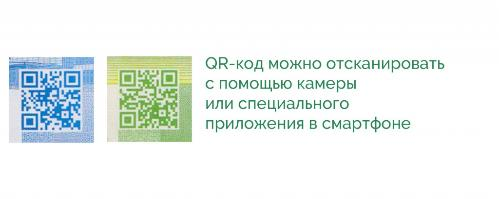 QR-код можно отсканировать
с помощью камеры
или специального
приложения в смартфоне